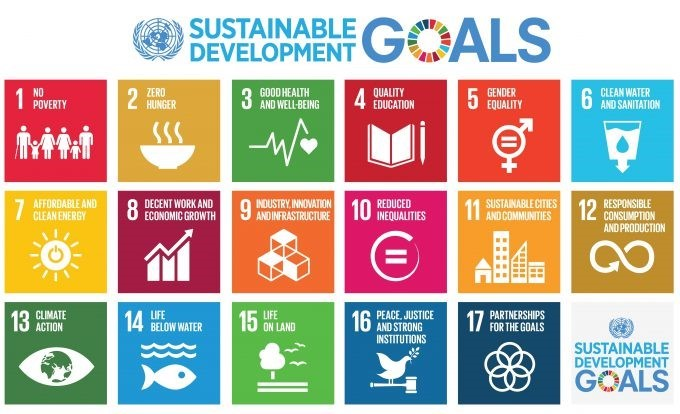 SUSTAINABLE
DEVELOPMENT
GOALS
1 NO
POVERTY
2 ZERO
HUNGER
3 GOOD HEALTH
AND WELL-BEING
4 QUALITY
EDUCATION
5 GENDER
EQUALITY
6 CLEAN WATER
AND SANITATION
7 AFFORDABLE AND
CLEAN ENERGY
8 DECENT WORK AND
ECONOMIC GROWTH
9 INDUSTRY, INNOVATION
AND INFRASTRUCTURE
10 REDUCED
INEQUALITIES
11 SUSTAINABLE CITIES
AND COMMUNITIES
12 RESPONSIBLE
CONSUMPTION
AND PRODUCTION
13 CLIMATE
ACTION
14 LIFE
BELOW WATER
15 LIFE
ON LAND
16 PEACE, JUSTICE
AND STRONG
INSTITUTIONS
17 PARTNERSHIPS
FOR THE GOALS
SUSTAINABLE
DEVELOPMENT
GOALS